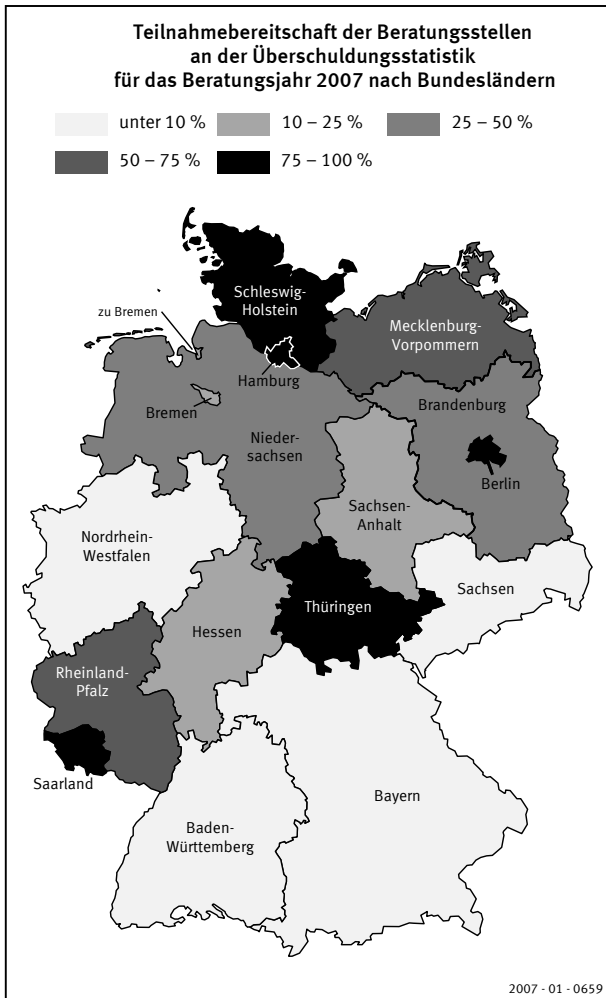 Teilnahmebereitschaft der Beratungsstellen
an der Überschuldungsstatistik
für das Beratungsjahr 2007 nach Bundesländern
unter 10 %
10 – 25 %
25 – 50 %
50 – 75 %
75 – 100 %
Schleswig-
Holstein
zu Bremen
Mecklenburg-
Vorpommern
Hamburg
Bremen
Brandenburg
Nieder-
sachsen
Berlin
Sachsen-
Anhalt
Nordrhein-
Westfalen
Sachsen
Thüringen
Hessen
Rheinland-
Pfalz
Saarland
Bayern
Baden-
Württemberg
2007 - 01 - 0659